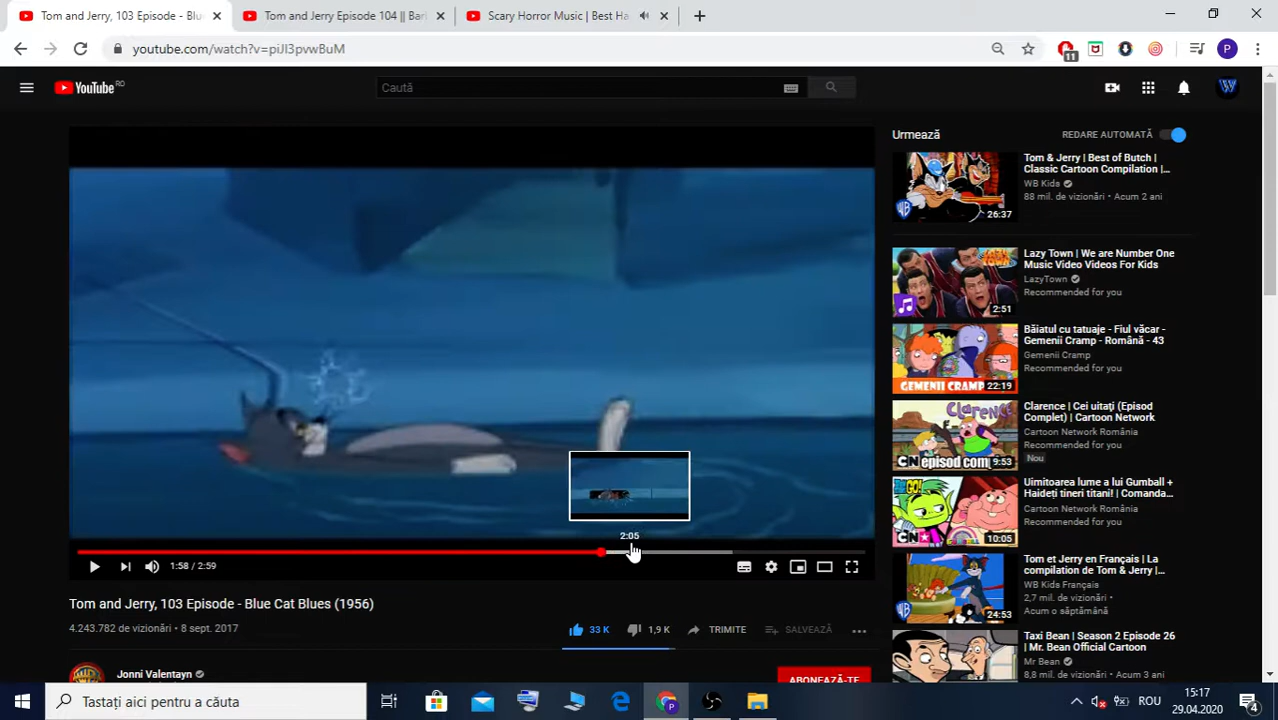 Tom and Jerry, 103 Episode - Blue
Tom and Jerry Episode 104 || Barb
Scary Horror Music | Best Ha
youtube.com/watch?v=piJI3pvwBuM
11
P
YouTube RO
Caută
W
Urmează
REDARE AUTOMATĂ
Tom & Jerry | Best of Butch |
Classic Cartoon Compilation |...
WB Kids
88 mil. de vizionări • Acum 2 ani
26:37
Lazy Town | We are Number One
Music Video Videos For Kids
LazyTown
Recommended for you
2:51
Băiatul cu tatuaje - Fiul văcar -
Gemenii Cramp - Română - 43
Gemenii Cramp
Recommended for you
GEMENII CRAMP
22:19
Clarence | Cei uitați (Episod
Complet) | Cartoon Network
Cartoon Network România
Recommended for you
Nou
Clarence
CN episod com
9:53
Uimitoarea lume a lui Gumball +
Haideți tineri titani! | Comanda...
Cartoon Network România
Recommended for you
GO!
CN
10:05
Tom et Jerry en Français | La
compilation de Tom & Jerry |...
WB Kids Français
2,7 mil. de vizionări •
Acum o săptămână
24:53
Taxi Bean | Season 2 Episode 26
| Mr. Bean Official Cartoon
Mr Bean
8,8 mil. de vizionări • Acum 3 ani
2:05
1:58 / 2:59
Tom and Jerry, 103 Episode - Blue Cat Blues (1956)
4.243.782 de vizionări • 8 sept. 2017
33 K
1,9 K
TRIMITE
SALVEAZĂ
Jonni Valentayn
ABONEAZĂ-TE
Tastați aici pentru a căuta
ROU
15:17
29.04.2020
4